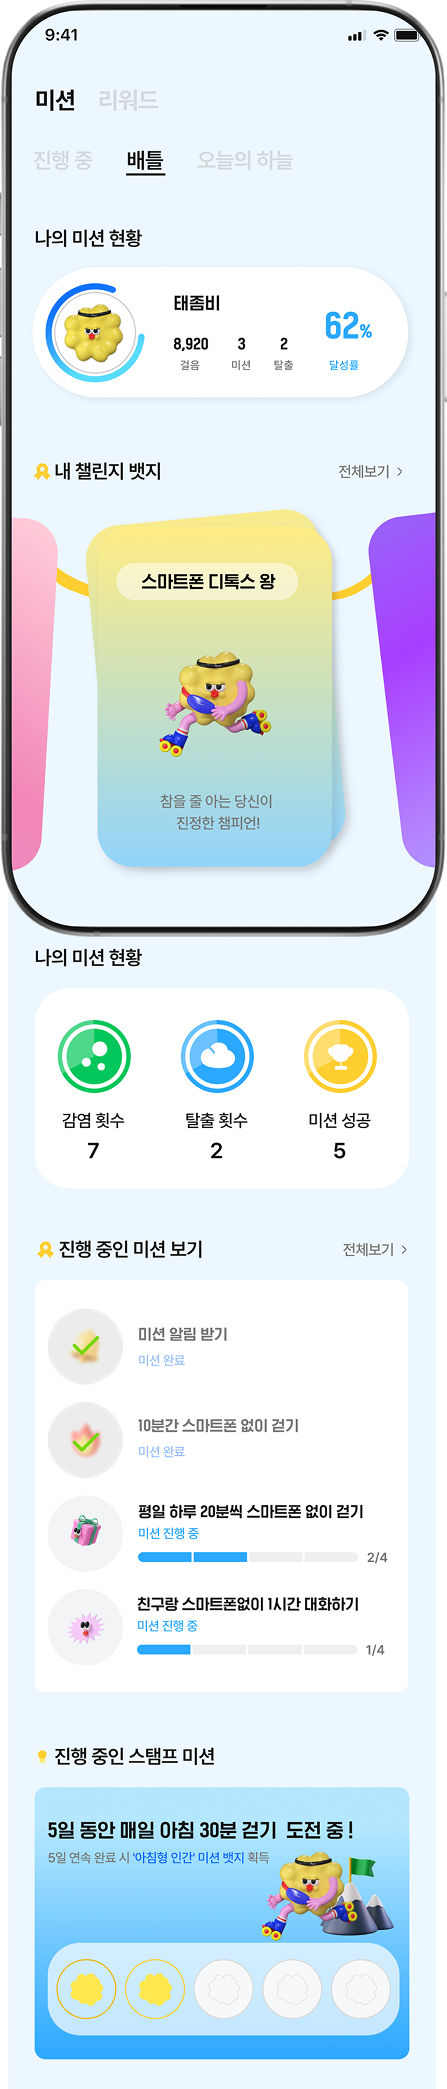 9:41
미션 리워드
진행 중 배틀 오늘의 하늘
나의 미션 현황
태좀비
8,920 3 2 62%
걸음 미션 탈출 달성률
내 챌린지 뱃지 전체보기 >
스마트폰 디톡스 왕
참을 줄 아는 당신이
진정한 챔피언!
나의 미션 현황
감염 횟수 탈출 횟수 미션 성공
7 2 5
진행 중인 미션 보기 전체보기 >
미션 알림 받기
미션 완료
10분간 스마트폰 없이 걷기
미션 완료
평일 하루 20분씩 스마트폰 없이 걷기
미션 진행 중
2/4
친구랑 스마트폰없이 1시간 대화하기
미션 진행 중
1/4
진행 중인 스탬프 미션
5일 동안 매일 아침 30분 걷기 도전 중 !
5일 연속 완료 시 '아침형 인간' 미션 뱃지 획득